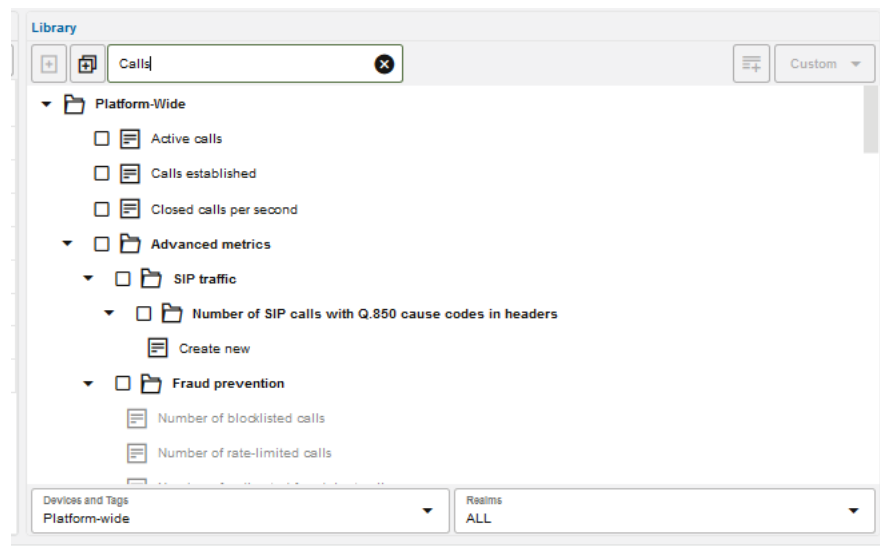 Library
Calls
Custom
Platform-Wide
Active calls
Calls established
Closed calls per second
Advanced metrics
SIP traffic
Number of SIP calls with Q.850 cause codes in headers
Create new
Fraud prevention
Number of blocklisted calls
Number of rate-limited calls
Devices and Tags
Platform-wide
Realms
ALL